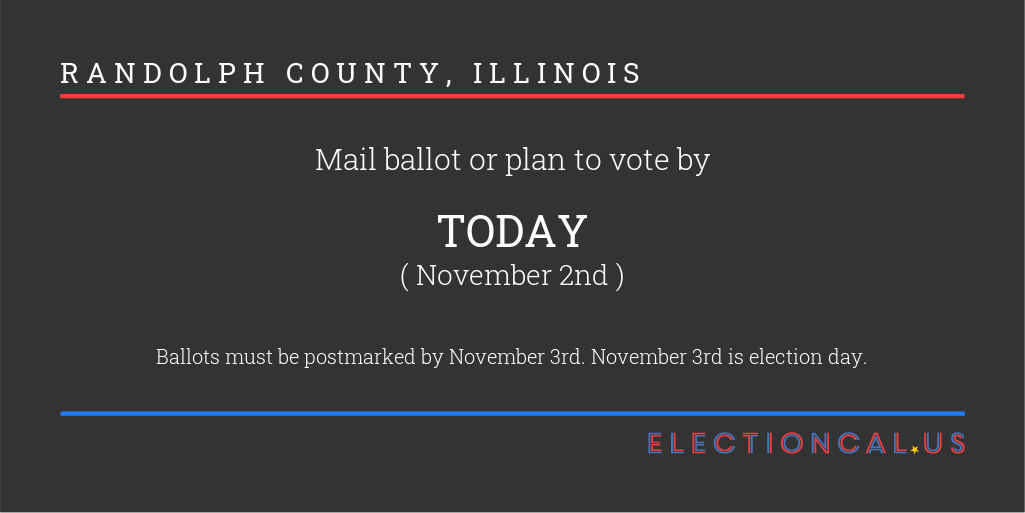 RANDOLPH COUNTY, ILLINOIS
Mail ballot or plan to vote by
TODAY
( November 2nd )
Ballots must be postmarked by November 3rd. November 3rd is election day.
ELECTIONCAL.US